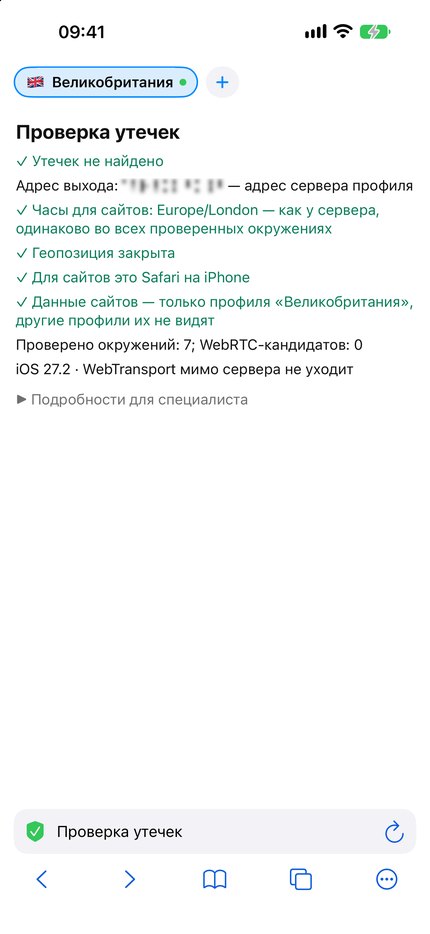 09:41
Великобритания
Проверка утечек
✓ Утечек не найдено
Адрес выхода: — адрес сервера профиля
✓ Часы для сайтов: Europe/London — как у сервера,
одинаково во всех проверенных окружениях
✓ Геопозиция закрыта
✓ Для сайтов это Safari на iPhone
✓ Данные сайтов — только профиля «Великобритания»,
другие профили их не видят
Проверено окружений: 7; WebRTC-кандидатов: 0
iOS 27.2 · WebTransport мимо сервера не уходит
▶ Подробности для специалиста
Проверка утечек